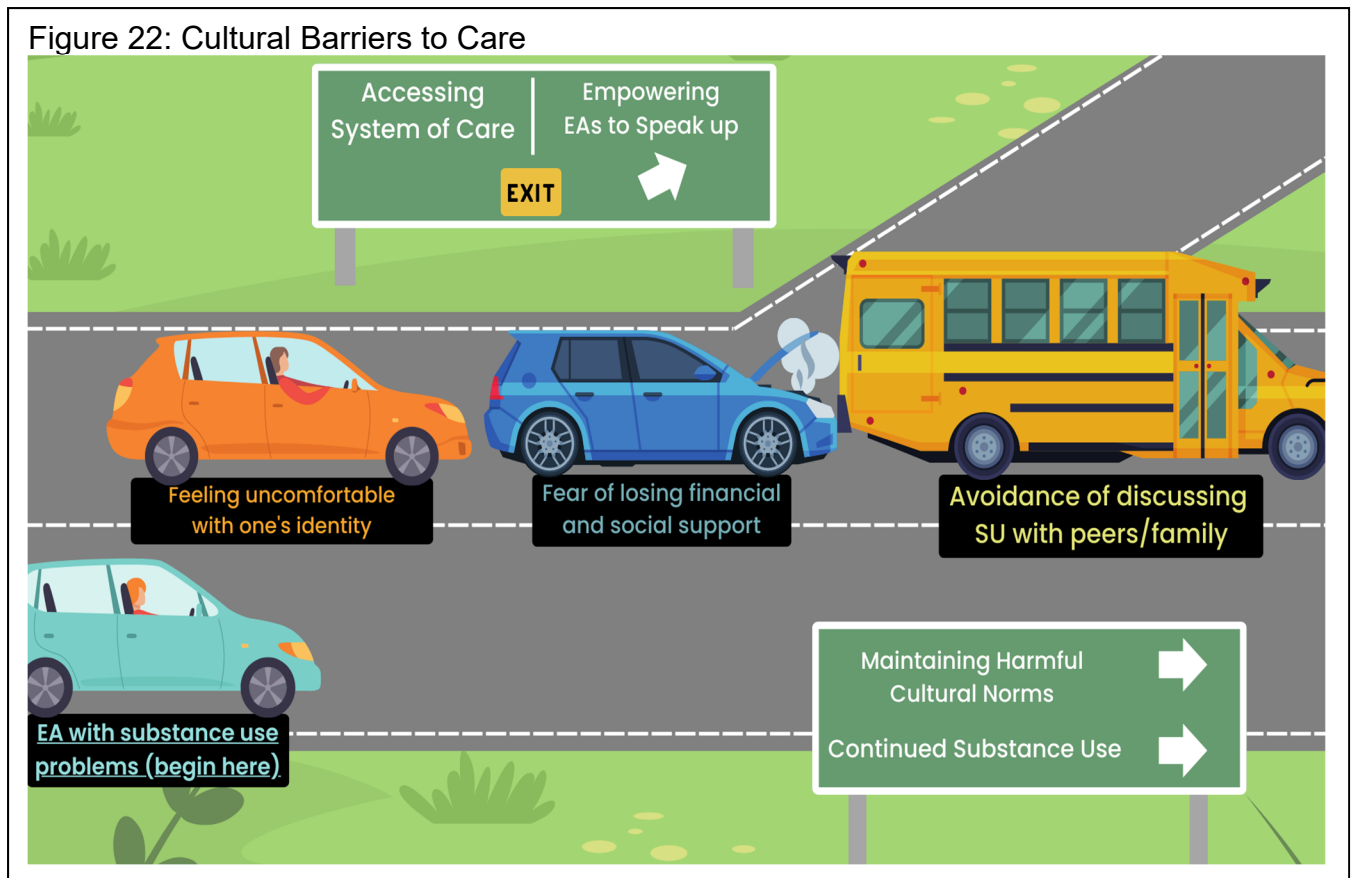 Figure 22: Cultural Barriers to Care
Accessing
System of Care
Empowering
EAs to Speak up
EXIT
Feeling uncomfortable
with one's identity
Fear of losing financial
and social support
Avoidance of discussing
SU with peers/family
EA with substance use
problems (begin here)
Maintaining Harmful
Cultural Norms
Continued Substance Use